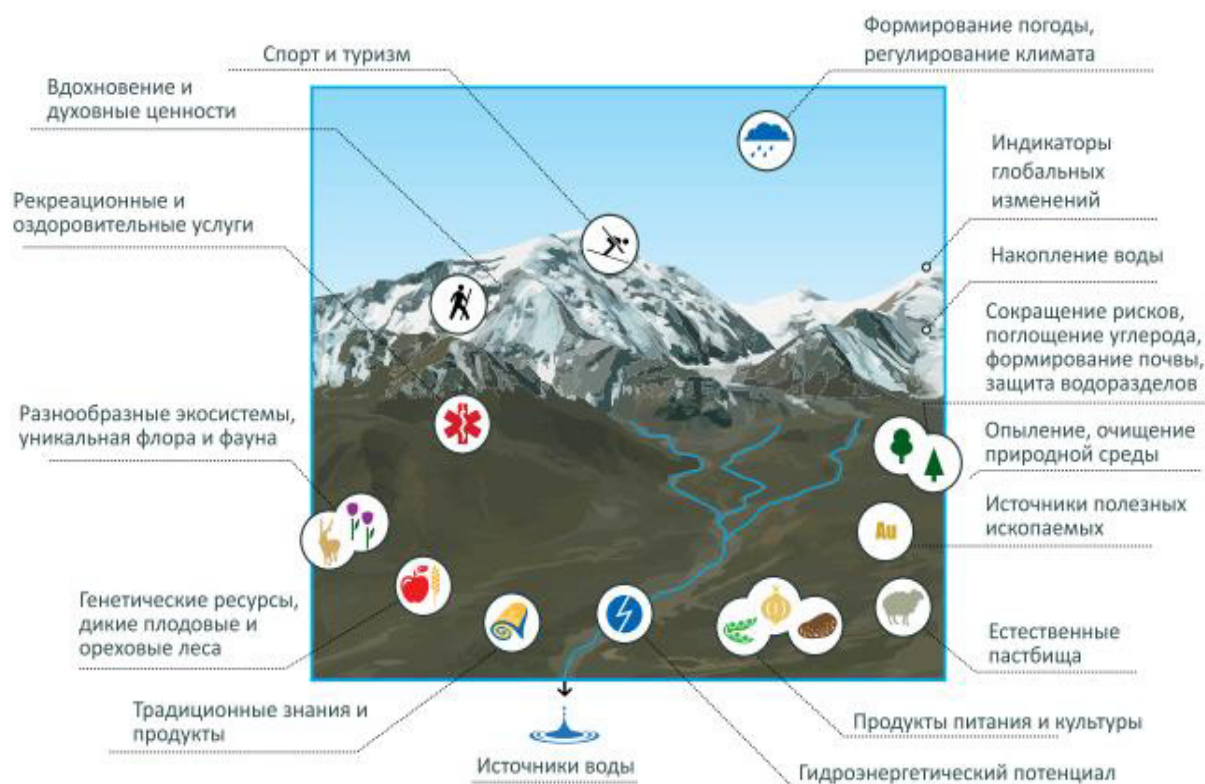 Формирование погоды,
регулирование климата
Спорт и туризм
Вдохновение и
духовные ценности
Индикаторы
глобальных
изменений
Рекреационные и
оздоровительные услуги
Накопление воды
Сокращение рисков,
поглощение углерода,
формирование почвы,
защита водоразделов
Разнообразные экосистемы,
уникальная флора и фауна
Опыление, очищение
природной среды
Источники полезных
ископаемых
Au
Генетические ресурсы,
дикие плодовые и
ореховые леса
Естественные
пастбища
Традиционные знания и
продукты
Продукты питания и культуры
Источники воды
Гидроэнергетический потенциал